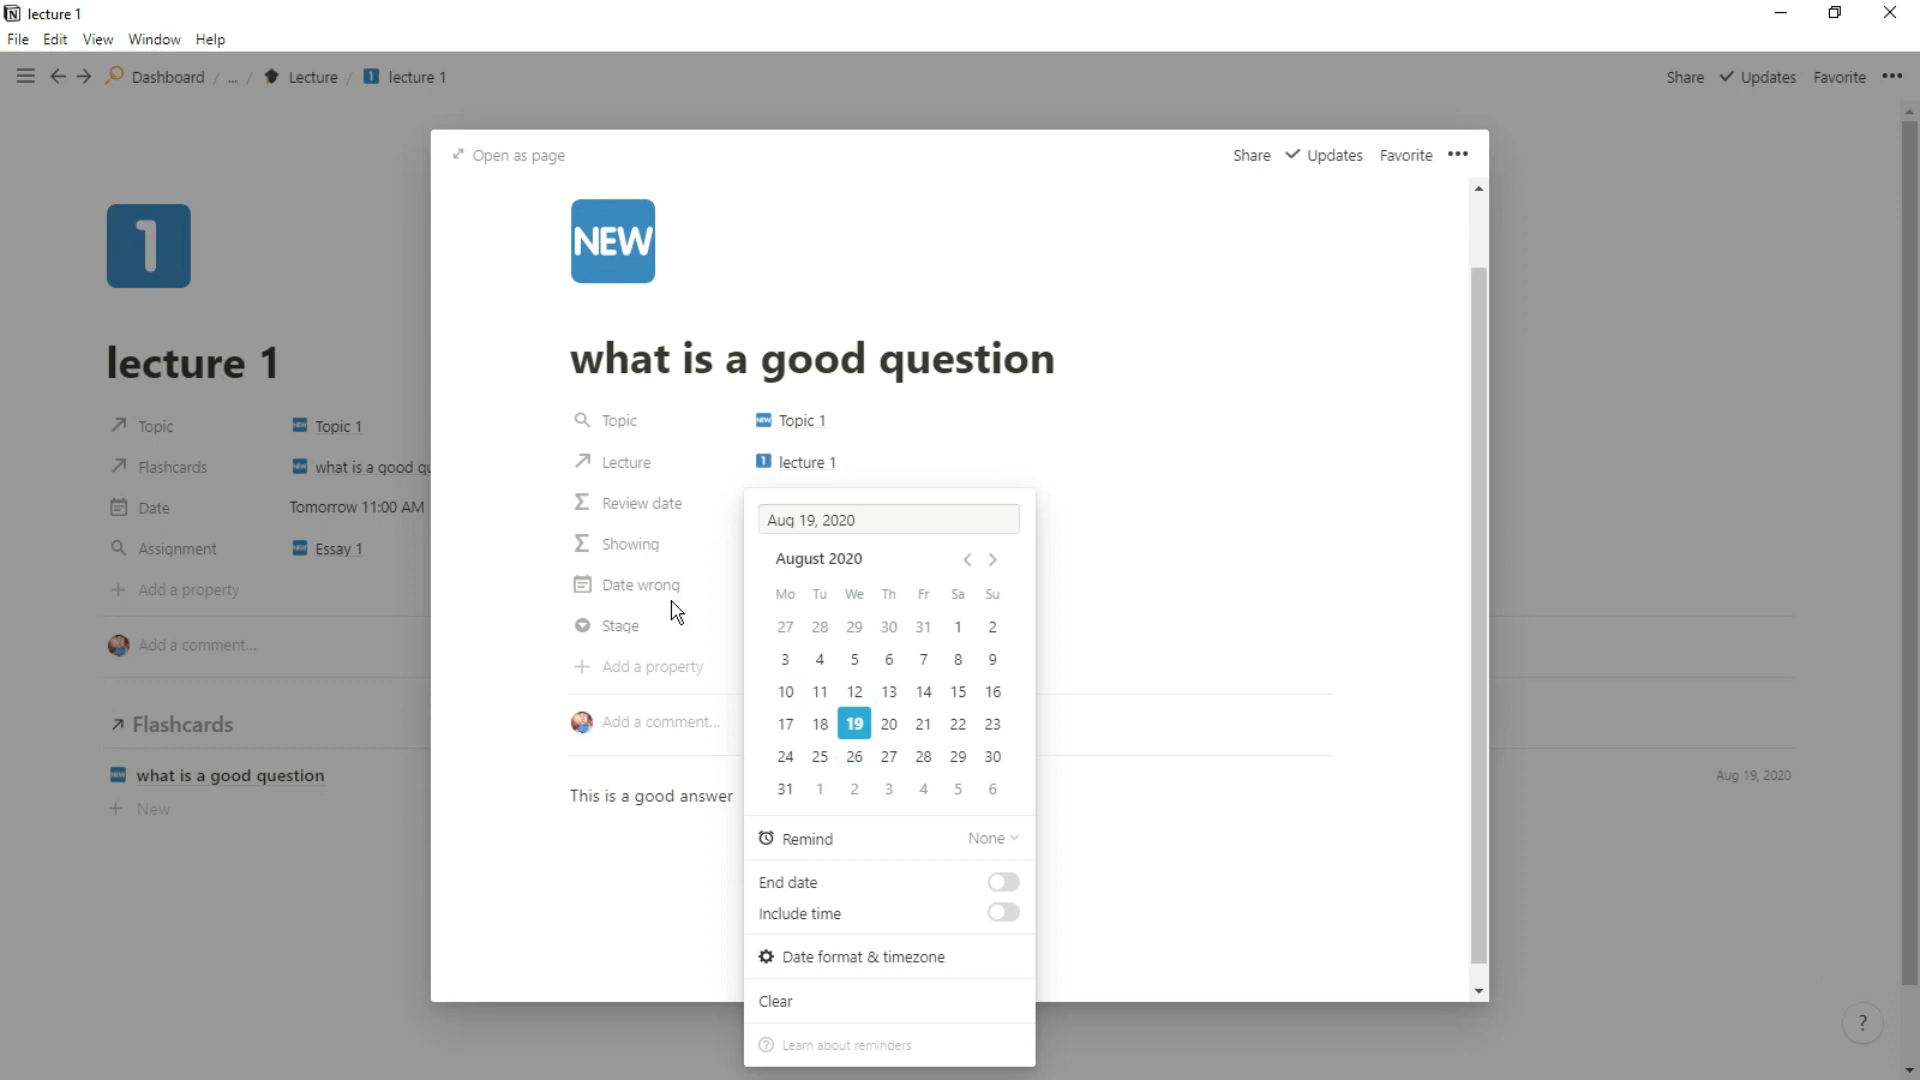 lecture 1
File Edit View Window Help
Dashboard / ... / Lecture / 1 lecture 1
Share Updates Favorite •••
Open as page
Share Updates Favorite •••
1
NEW
lecture 1
what is a good question
Topic NEW Topic 1
Flashcards NEW what is a good qu
Date Tomorrow 11:00 AM
Assignment NEW Essay 1
+ Add a property
Add a comment...
Flashcards
NEW what is a good question
Aug 19, 2020
+ New
Topic NEW Topic 1
Lecture 1 lecture 1
Σ Review date
Σ Showing
Date wrong
Stage
+ Add a property
Add a comment...
This is a good answer
Aug 19, 2020
August 2020
Mo Tu We Th Fr Sa Su
27 28 29 30 31 1 2
3 4 5 6 7 8 9
10 11 12 13 14 15 16
17 18 19 20 21 22 23
24 25 26 27 28 29 30
31 1 2 3 4 5 6
Remind None
End date
Include time
Date format & timezone
Clear
? Learn about reminders
?